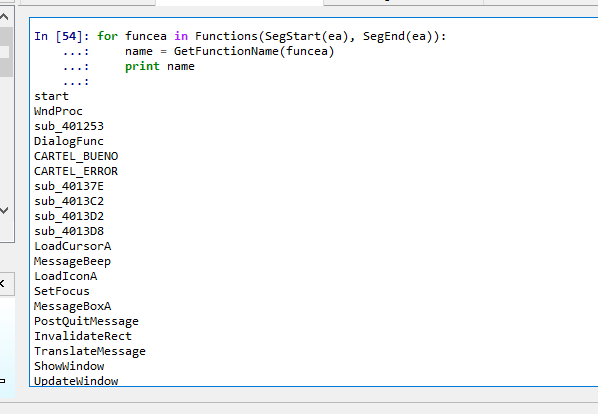 In [54]: for funcea in Functions(SegStart(ea), SegEnd(ea)):
    ...:     name = GetFunctionName(funcea)
    ...:     print name
    ...:
start
WndProc
sub_401253
DialogFunc
CARTEL_BUENO
CARTEL_ERROR
sub_40137E
sub_4013C2
sub_4013D2
sub_4013D8
LoadCursorA
MessageBeep
LoadIconA
SetFocus
MessageBoxA
PostQuitMessage
InvalidateRect
TranslateMessage
ShowWindow
UpdateWindow